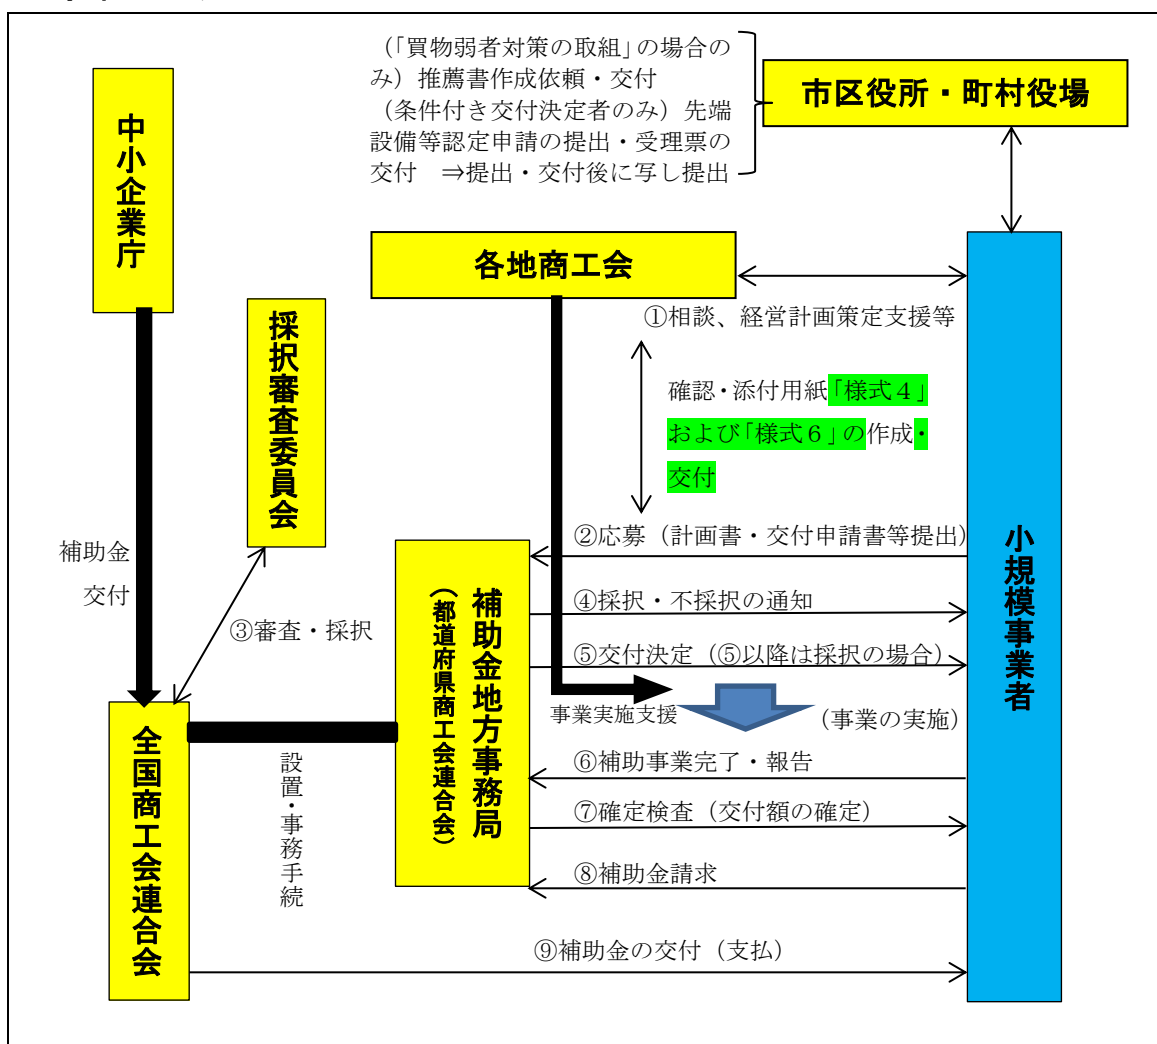 （「買物弱者対策の取組」の場合の
み）推薦書作成依頼・交付
（条件付き交付決定者のみ）先端
設備等認定申請の提出・受理票の
交付　⇒提出・交付後に写し提出
市区役所・町村役場
中小企業庁
各地商工会
①相談、経営計画策定支援等
採択審査委員会
確認・添付用紙「様式４」
および「様式６」の作成・
交付
補助金
交付
②応募（計画書・交付申請書等提出）
小規模事業者
③審査・採択
補助金地方事務局
（都道府県商工会連合会）
④採択・不採択の通知
⑤交付決定（⑤以降は採択の場合）
事業実施支援
（事業の実施）
全国商工会連合会
設置・事務手続
⑥補助事業完了・報告
⑦確定検査（交付額の確定）
⑧補助金請求
⑨補助金の交付（支払）